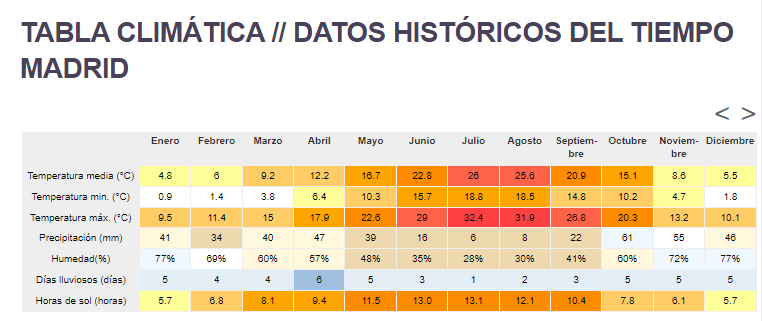 TABLA CLIMÁTICA // DATOS HISTÓRICOS DEL TIEMPO
MADRID
< >
Enero Febrero Marzo Abril Mayo Junio Julio Agosto Septiem-bre Octubre Noviem-bre Diciembre
Temperatura media (°C) 4.8 6 9.2 12.2 16.7 22.8 26 25.6 20.9 15.1 8.6 5.5
Temperatura min. (°C) 0.9 1.4 3.8 6.4 10.3 15.7 18.8 18.5 14.8 10.2 4.7 1.8
Temperatura máx. (°C) 9.5 11.4 15 17.9 22.6 29 32.4 31.9 26.8 20.3 13.2 10.1
Precipitación (mm) 41 34 40 47 39 16 6 8 22 61 55 46
Humedad(%) 77% 69% 60% 57% 48% 35% 28% 30% 41% 60% 72% 77%
Días lluviosos (días) 5 4 4 6 5 3 1 2 3 5 5 5
Horas de sol (horas) 5.7 6.8 8.1 9.4 11.5 13.0 13.1 12.1 10.4 7.8 6.1 5.7